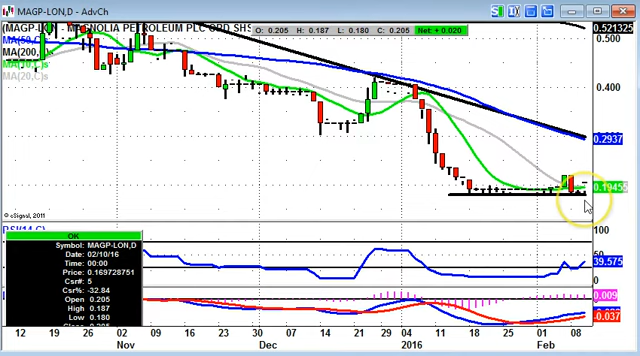 MAGP-LON,D - AdvCh
(MAGP-LON,D - MAGNOLIA PETROLEUM PLC ORD SHS
O: 0.205 H: 0.187 L: 0.180 C: 0.205 Net: + 0.020
0.521325
0.500
MA(200,
MA(20,C)s
0.400
0.2937
0.19455
© eSignal, 2011
RSI(14,C)
100
50
39.575
0.009
-0.037
OK
Symbol: MAGP-LON,D
Date: 02/10/16
Time: 00:00
Price: 0.169728751
Csr#: 5
Csr%: -32.84
Open 0.205
High 0.187
Low 0.180
12 19 26 02 09 16 23 30 07 14 21 28 04 11 18 25 01 08
Nov Dec 2016 Feb